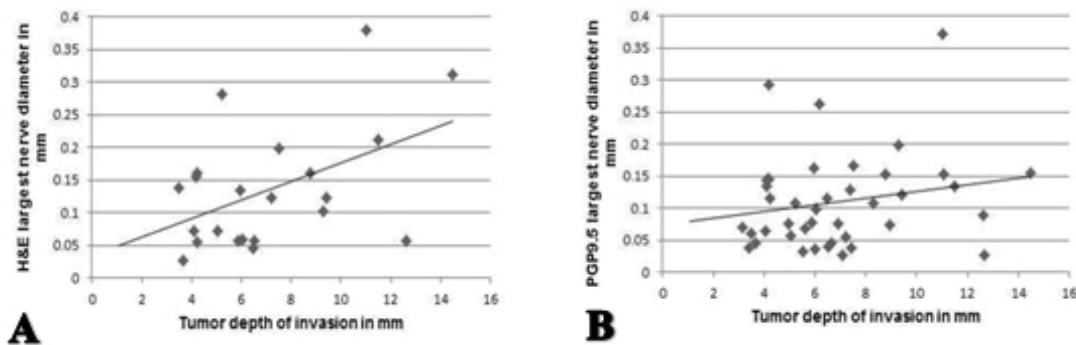 H&E largest nerve diameter in
mm
0.4
0.35
0.3
0.25
0.2
0.15
0.1
0.05
0
0 2 4 6 8 10 12 14 16
Tumor depth of invasion in mm
A
PGP9.5 largest nerve diameter in
mm
0.4
0.35
0.3
0.25
0.2
0.15
0.1
0.05
0
0 2 4 6 8 10 12 14 16
Tumor depth of invasion in mm
B